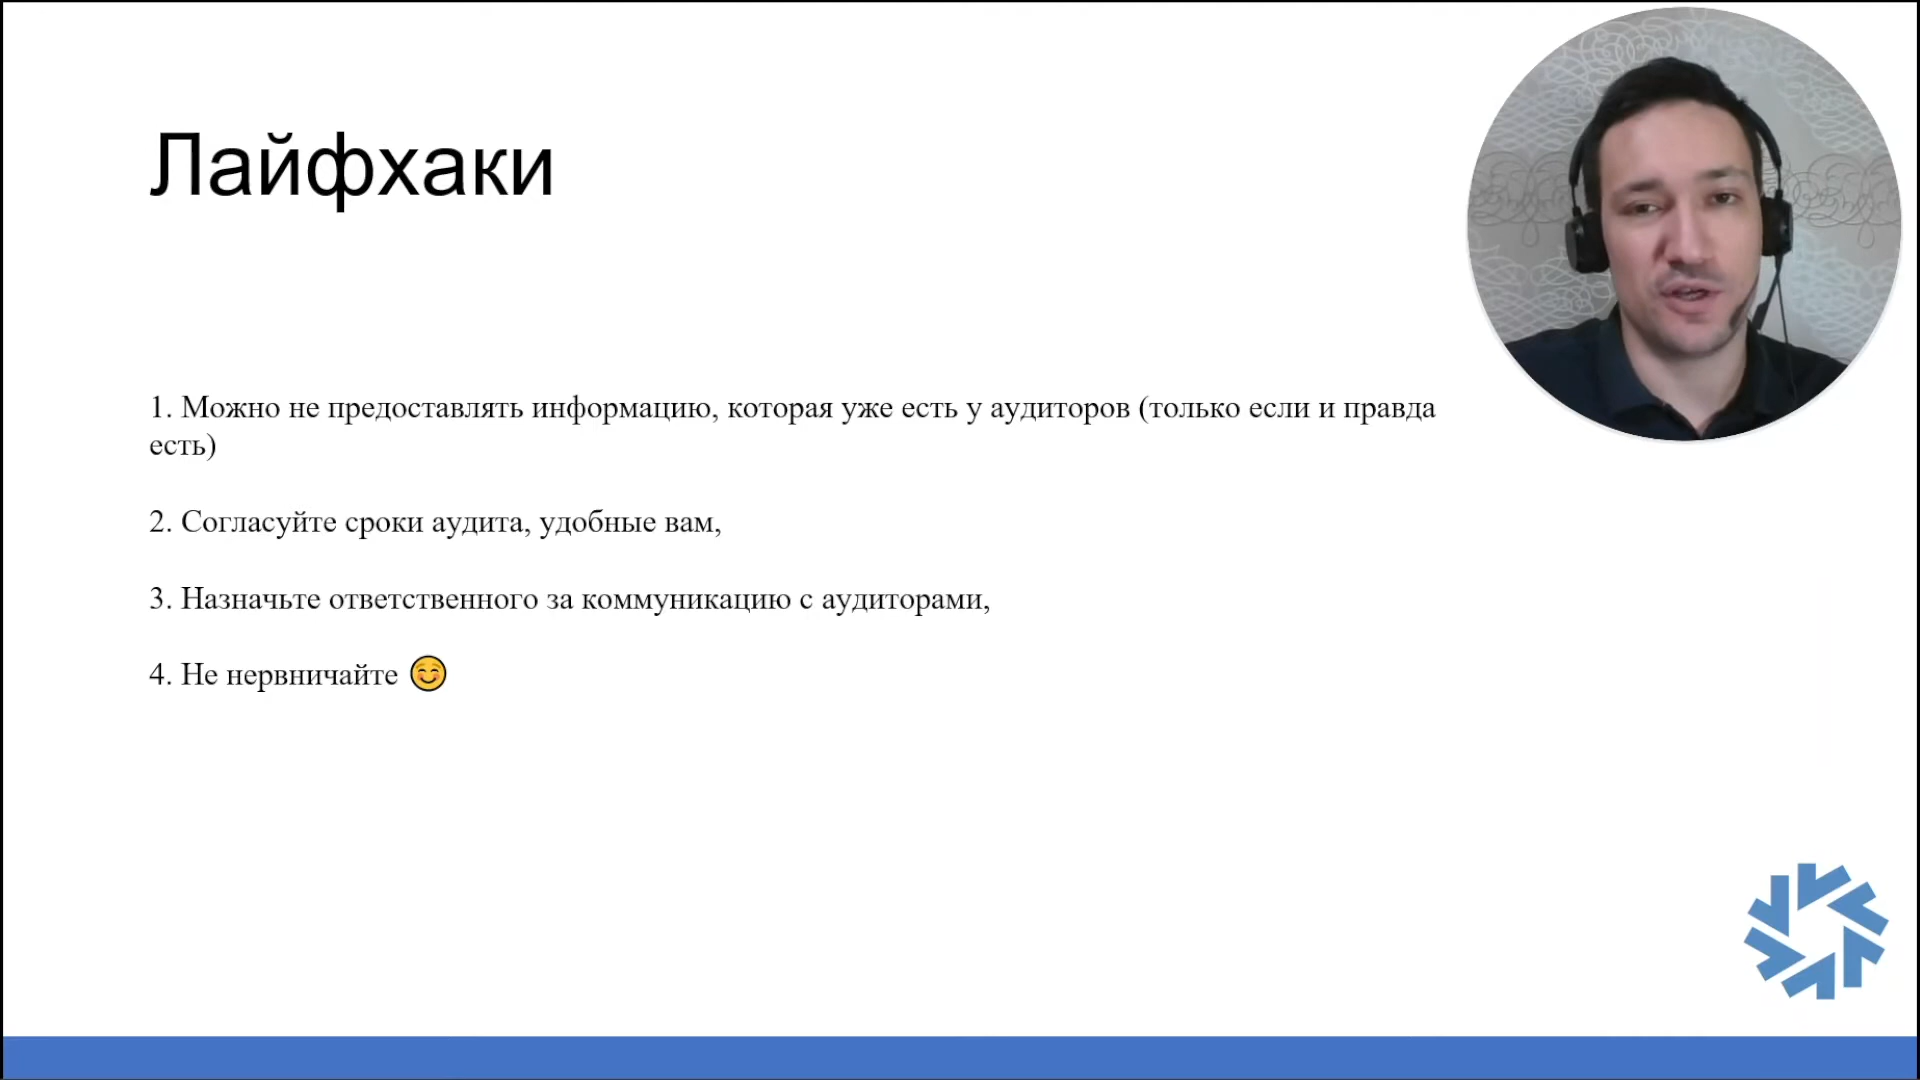 Лайфхаки
1. Можно не предоставлять информацию, которая уже есть у аудиторов (только если и правда
есть)
2. Согласуйте сроки аудита, удобные вам,
3. Назначьте ответственного за коммуникацию с аудиторами,
4. Не нервничайте 😊